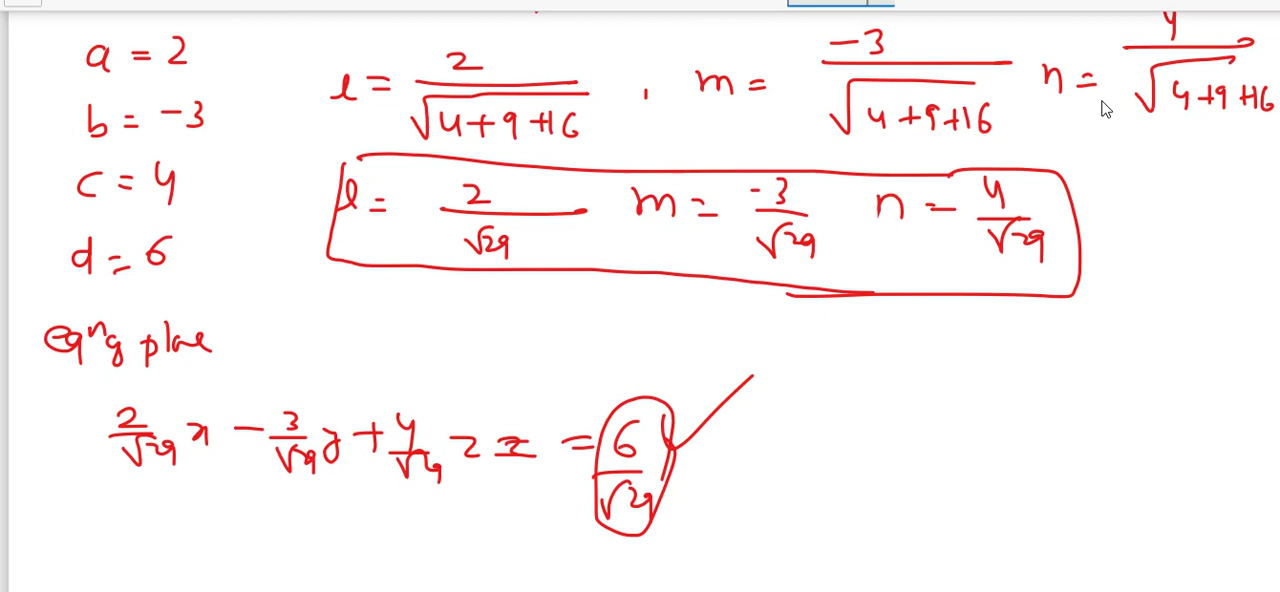 a = 2
l = 2/√(4+9+16) , m = -3/√(4+9+16) n = 4/√(4+9+16)
b = -3
c = 4
l = 2/√29 m = -3/√29 n = 4/√29
d = 6
eqⁿ of plane
2/√29 x - 3/√29 y + 4/√29 z = 6/√29